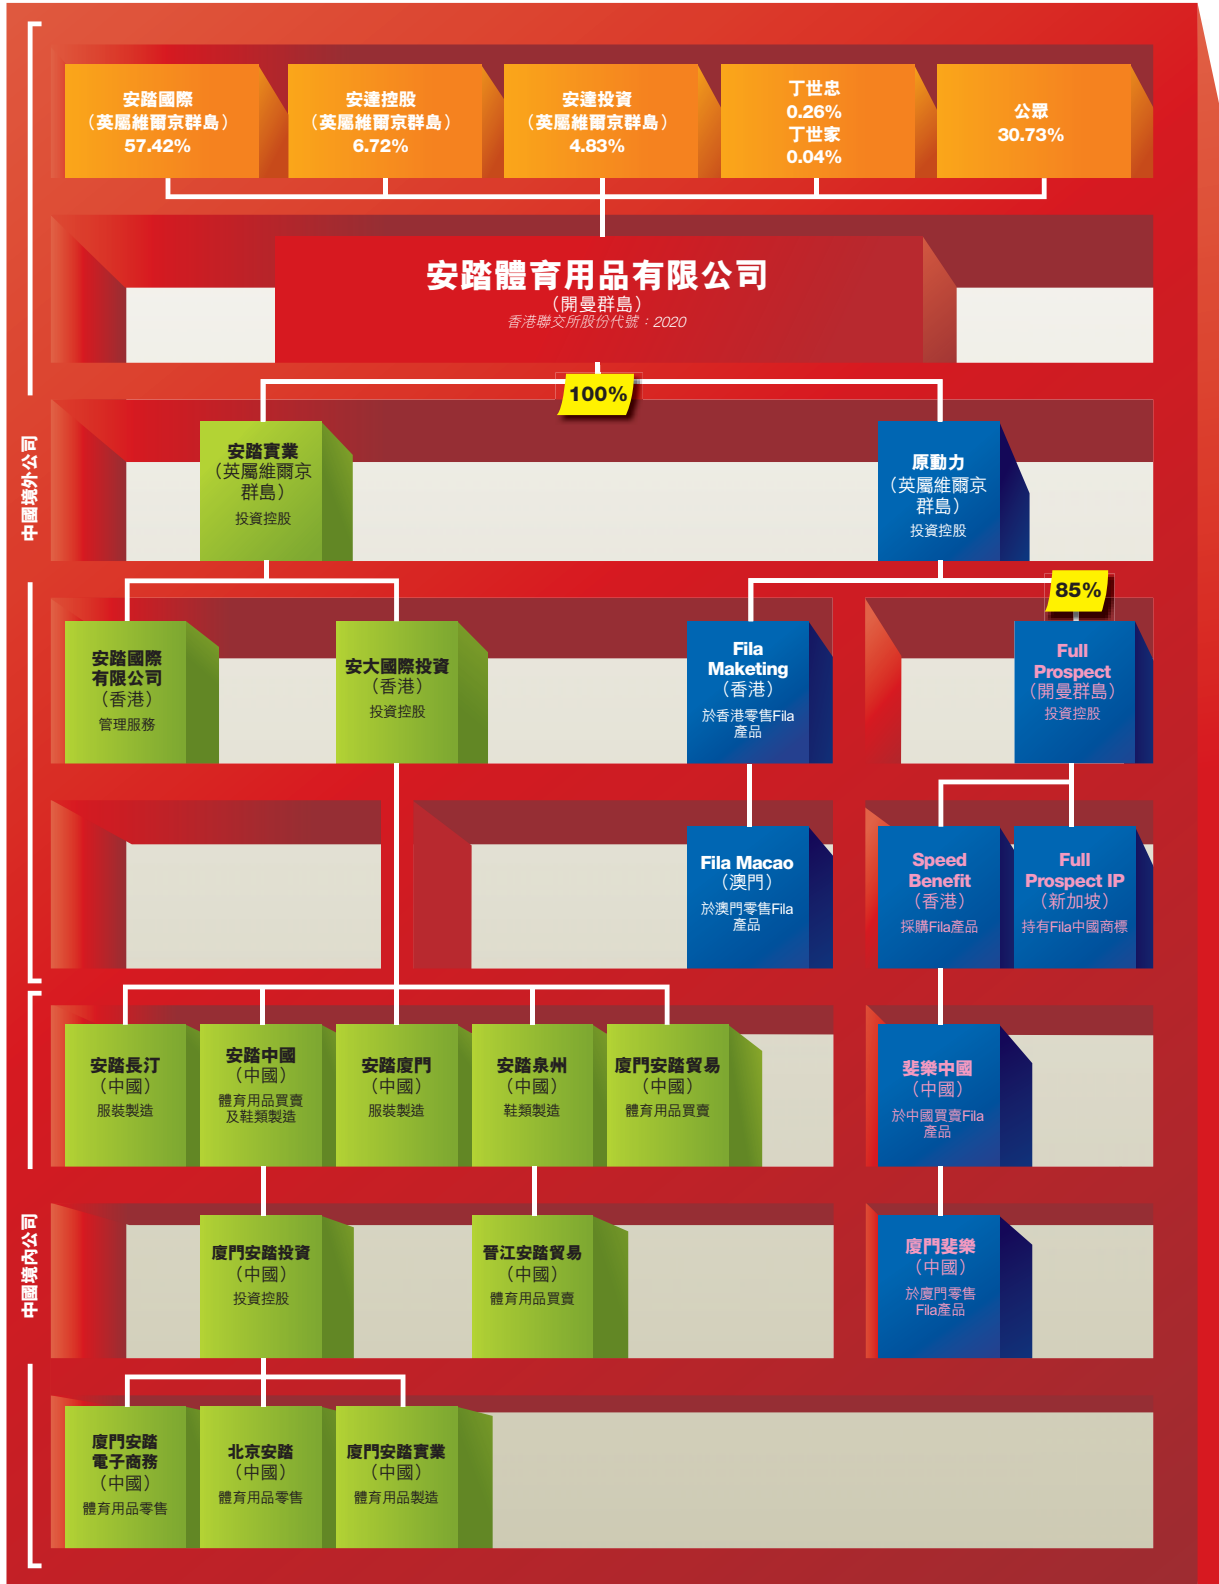 安踏國際
（英屬維爾京群島）
57.42%
安達控股
（英屬維爾京群島）
6.72%
安達投資
（英屬維爾京群島）
4.83%
丁世忠
0.26%
丁世家
0.04%
公眾
30.73%
安踏體育用品有限公司
（開曼群島）
香港聯交所股份代號：2020
100%
中國境外公司
安踏實業
（英屬維爾京
群島）
投資控股
原動力
（英屬維爾京
群島）
投資控股
85%
安踏國際
有限公司
（香港）
管理服務
安大國際投資
（香港）
投資控股
Fila
Maketing
（香港）
於香港零售Fila
產品
Full
Prospect
（開曼群島）
投資控股
Fila Macao
（澳門）
於澳門零售Fila
產品
Speed
Benefit
（香港）
採購Fila產品
Full
Prospect IP
（新加坡）
持有Fila中國商標
中國境內公司
安踏長汀
（中國）
服裝製造
安踏中國
（中國）
體育用品買賣
及鞋類製造
安踏廈門
（中國）
服裝製造
安踏泉州
（中國）
鞋類製造
廈門安踏貿易
（中國）
體育用品買賣
斐樂中國
（中國）
於中國買賣Fila
產品
廈門安踏投資
（中國）
投資控股
晉江安踏貿易
（中國）
體育用品買賣
廈門斐樂
（中國）
於廈門零售
Fila產品
廈門安踏
電子商務
（中國）
體育用品零售
北京安踏
（中國）
體育用品零售
廈門安踏實業
（中國）
體育用品製造